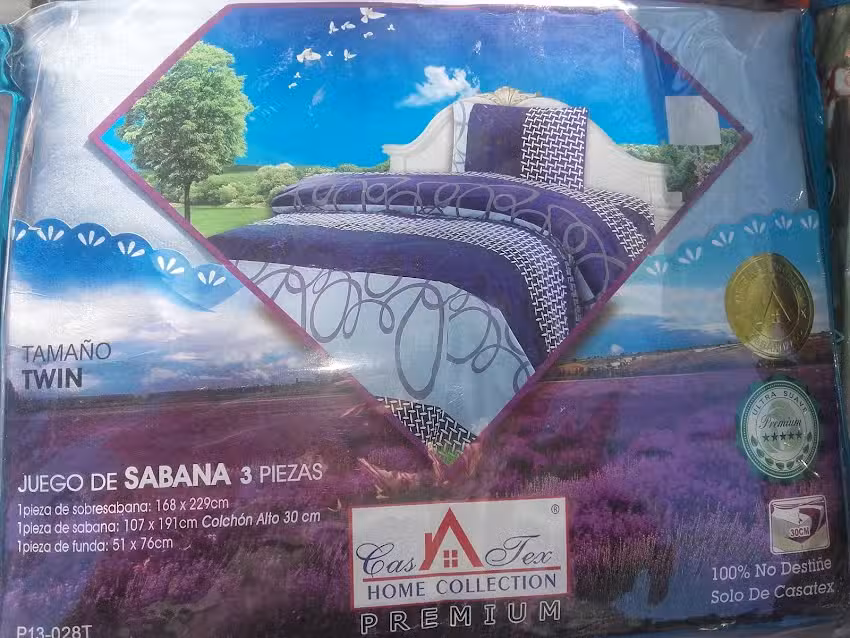 TAMAÑO
TWIN
JUEGO DE SABANA 3 PIEZAS
1pieza de sobresabana: 168 x 229cm
1pieza de sabana: 107 x 191cm Colchón Alto 30 cm
1pieza de funda: 51 x 76cm
P13-028T
Cas Tex ®
HOME COLLECTION
PREMIUM
ULTRA SUAVE
Premium
30CM
100% No Destiñe
Solo De Casatex